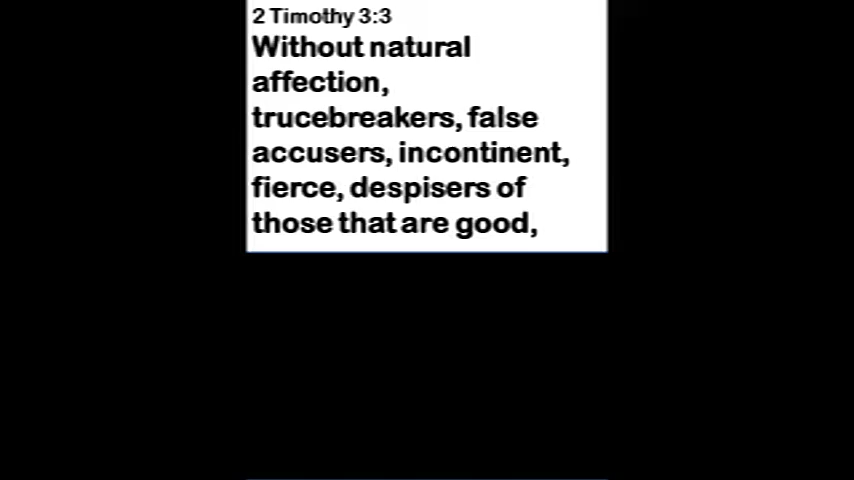 2 Timothy 3:3
Without natural
affection,
trucebreakers, false
accusers, incontinent,
fierce, despisers of
those that are good,